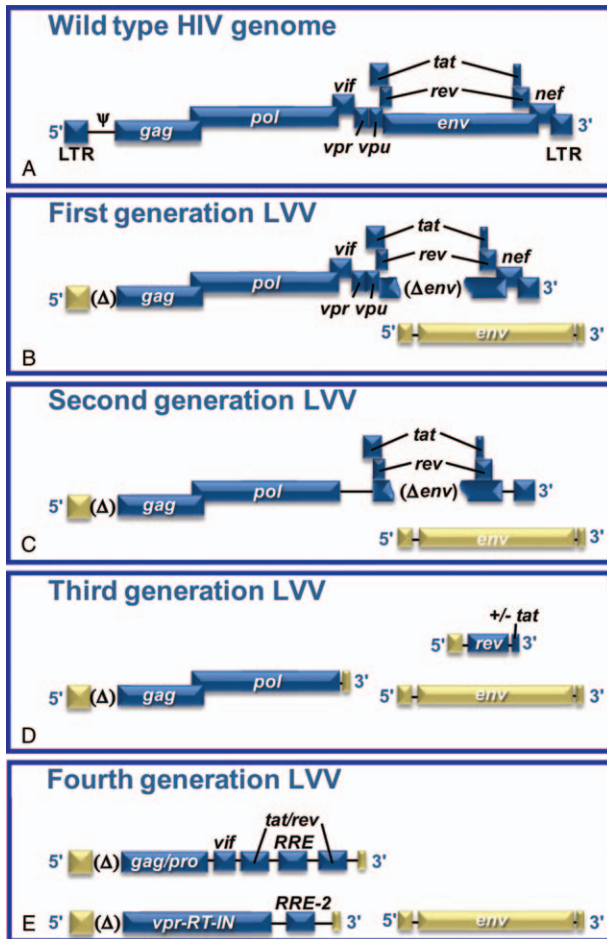 Wild type HIV genome
tat
vif rev nef
pol
5' Ψ gag env 3'
vpr vpu
LTR LTR
A
First generation LVV
tat
vif rev nef
pol
5' (Δ) gag (Δenv) 3'
vpr vpu
5' env 3'
B
Second generation LVV
tat
rev
pol
5' (Δ) gag (Δenv) 3'
5' env 3'
C
Third generation LVV
+/- tat
5' rev 3'
pol 3'
5' (Δ) gag 5' env 3'
D
Fourth generation LVV
tat/rev
vif RRE
5' (Δ) gag/pro 3'
RRE-2
5' (Δ) vpr-RT-IN 3' 5' env 3'
E